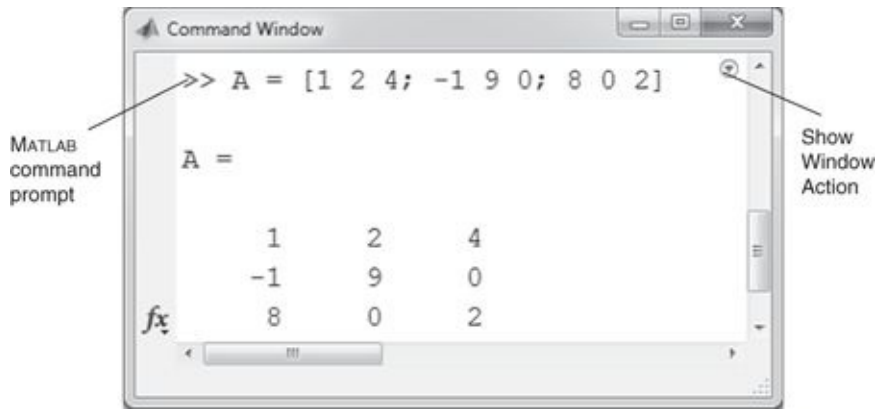 Command Window
>> A = [1 2 4; -1 9 0; 8 0 2]
MATLAB
command
prompt
Show
Window
Action
A =
1 2 4
-1 9 0
8 0 2
fx